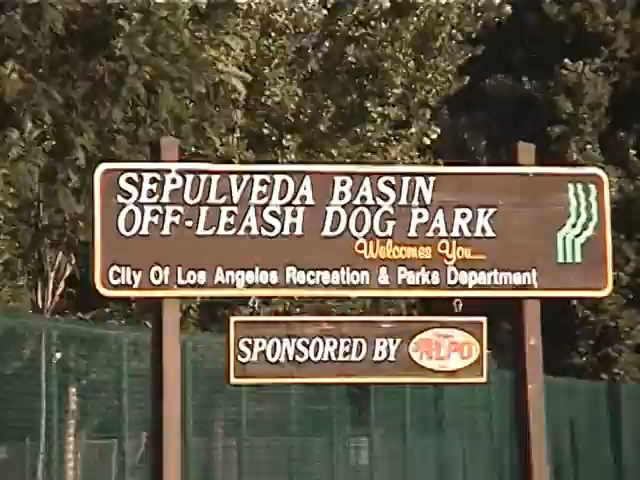 SEPULVEDA BASIN
OFF-LEASH DOG PARK
Welcomes You...
City Of Los Angeles Recreation & Parks Department
SPONSORED BY ALPO